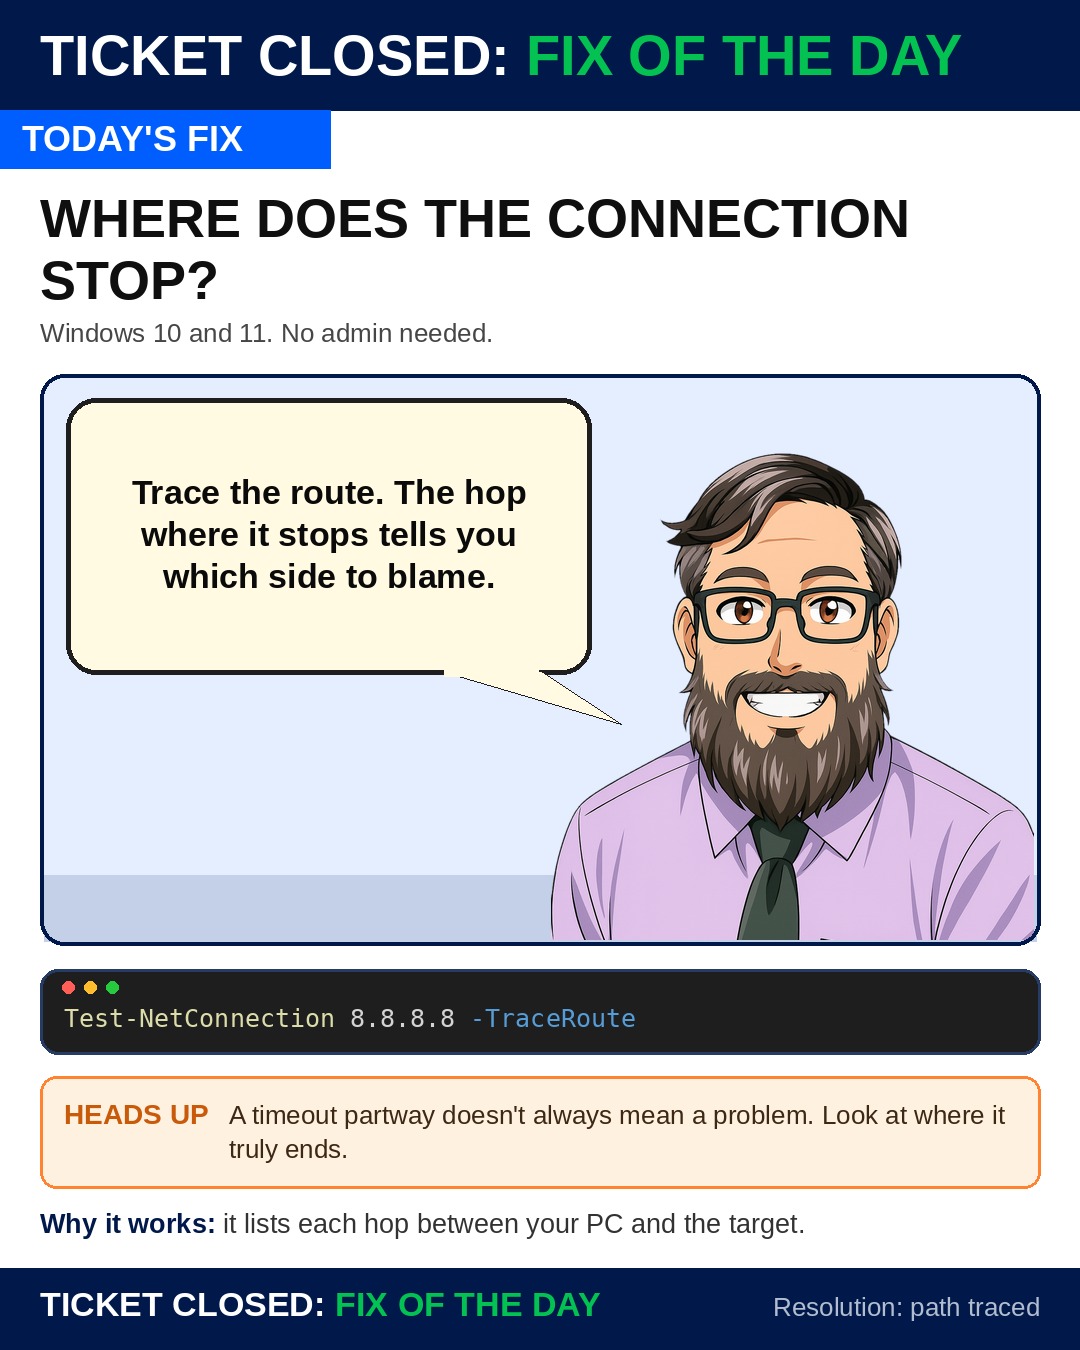 TICKET CLOSED: FIX OF THE DAY
TODAY'S FIX
WHERE DOES THE CONNECTION
STOP?
Windows 10 and 11. No admin needed.
Trace the route. The hop
where it stops tells you
which side to blame.
Test-NetConnection 8.8.8.8 -TraceRoute
HEADS UP A timeout partway doesn't always mean a problem. Look at where it
truly ends.
Why it works: it lists each hop between your PC and the target.
TICKET CLOSED: FIX OF THE DAY
Resolution: path traced